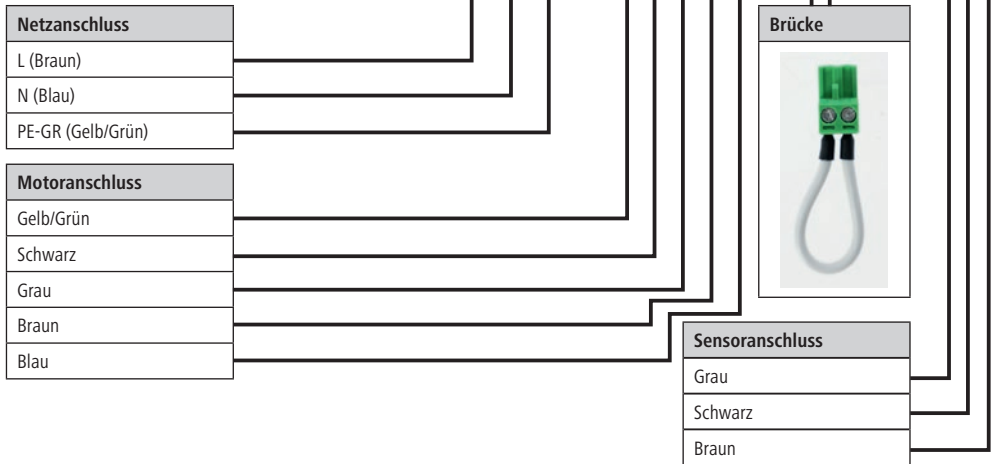 Netzanschluss
L (Braun)
N (Blau)
PE-GR (Gelb/Grün)
Motoranschluss
Gelb/Grün
Schwarz
Grau
Braun
Blau
Brücke
Sensoranschluss
Grau
Schwarz
Braun